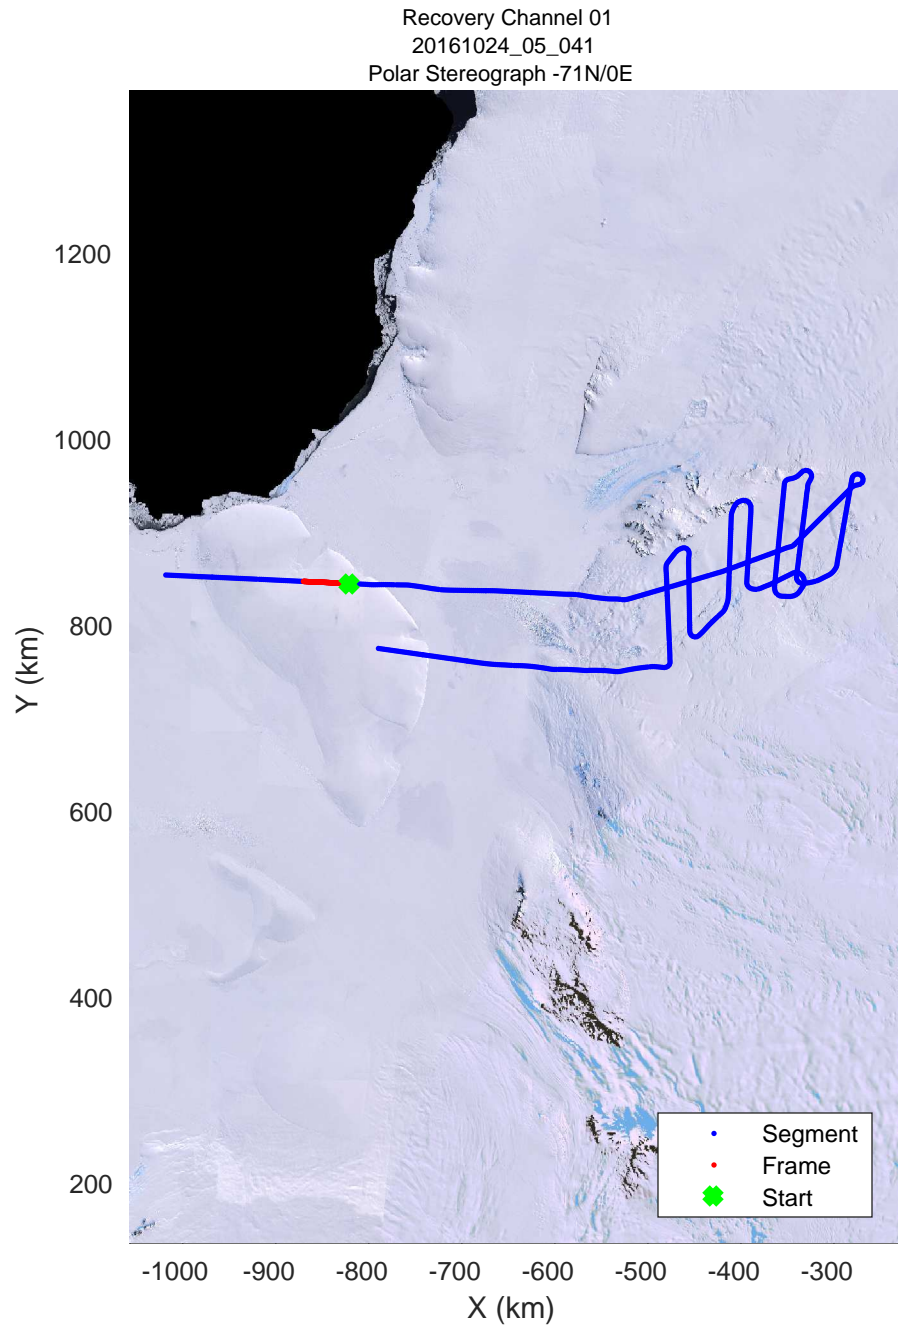 Recovery Channel 01
20161024_05_041
Polar Stereograph -71N/0E
1200
1000
800
600
400
200
Y (km)
-1000 -900 -800 -700 -600 -500 -400 -300
X (km)
Segment
Frame
Start